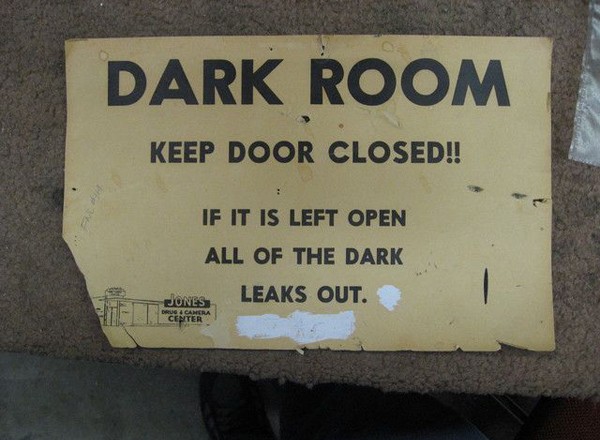 DARK ROOM
KEEP DOOR CLOSED!!
IF IT IS LEFT OPEN
ALL OF THE DARK
LEAKS OUT.
JONES
DRUG & CAMERA
CENTER